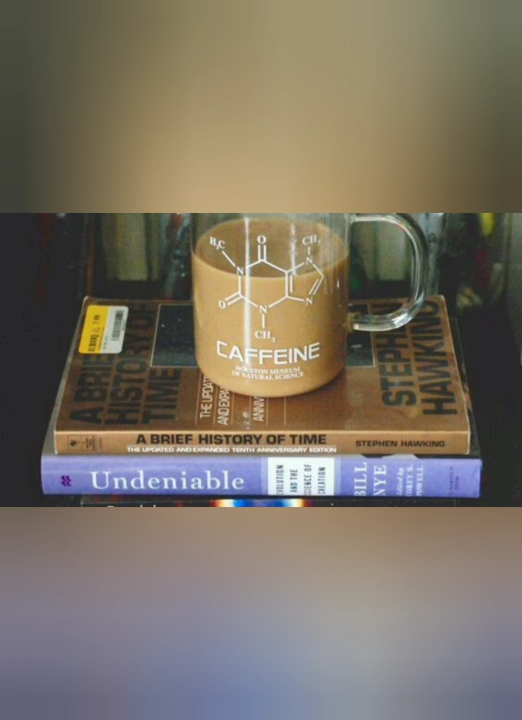 H₃C
O
CH₃
N
N
O
N
N
CH₃
CAFFEINE
HOUSTON MUSEUM
OF NATURAL SCIENCE
A BRIEF
HISTORY OF
TIME
STEPHEN
HAWKING
A BRIEF HISTORY OF TIME
STEPHEN HAWKING
THE UPDATED AND EXPANDED TENTH ANNIVERSARY EDITION
Undeniable
EVOLUTION
AND THE
SCIENCE OF
CREATION
BILL
NYE